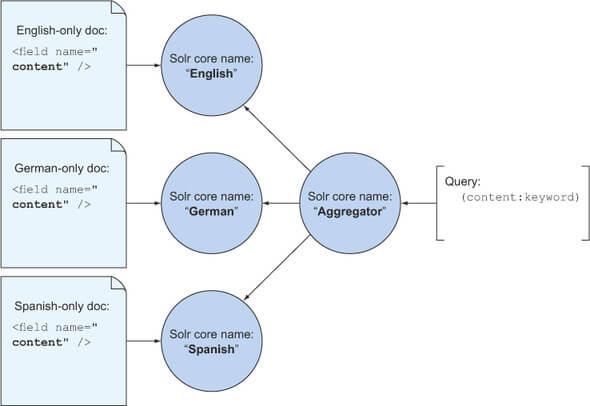 English-only doc:
<field name="
content" />
Solr core name:
“English”
German-only doc:
<field name="
content" />
Solr core name:
“German”
Solr core name:
“Aggregator”
Query:
(content:keyword)
Spanish-only doc:
<field name="
content" />
Solr core name:
“Spanish”